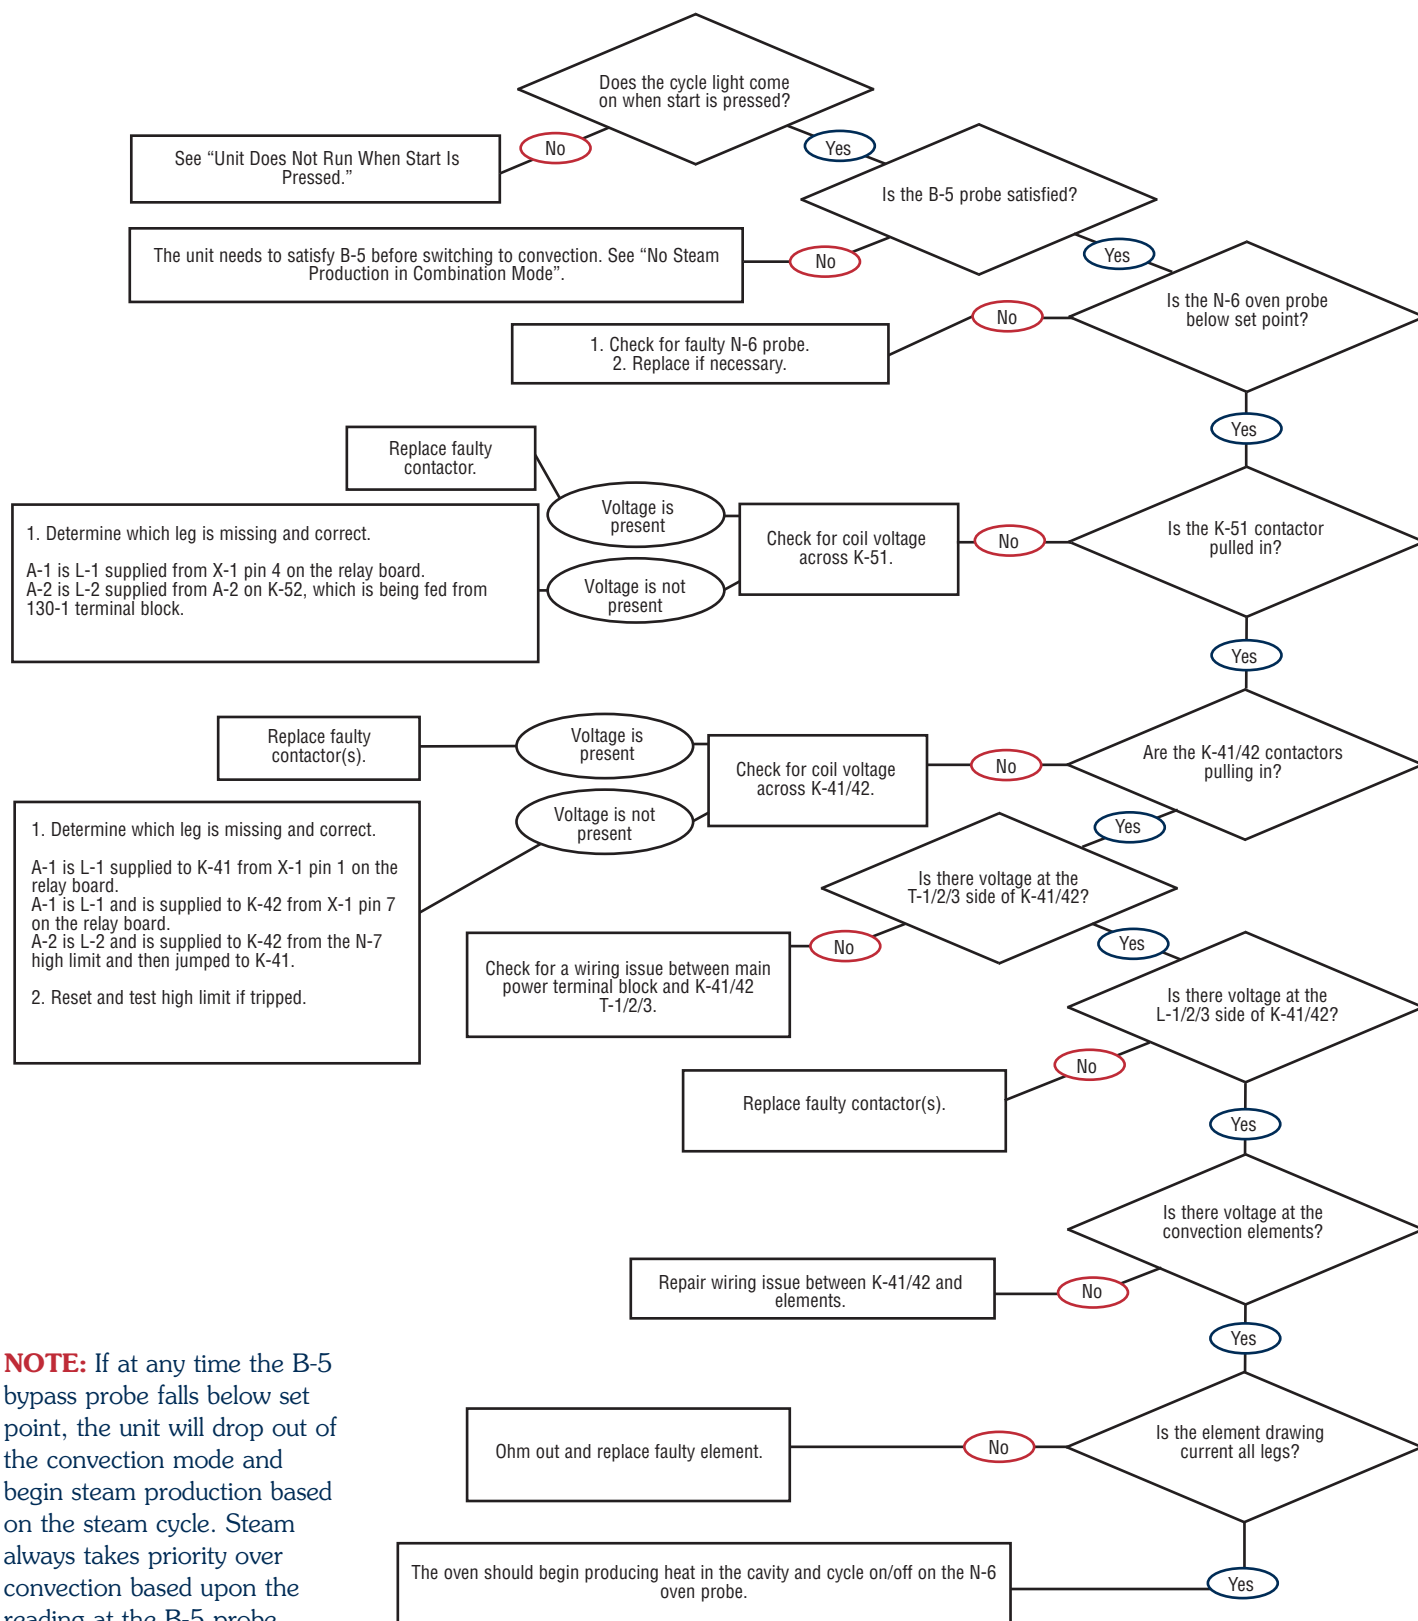 Does the cycle light come
on when start is pressed?
No
Yes
See “Unit Does Not Run When Start Is
Pressed.”
Is the B-5 probe satisfied?
No
Yes
The unit needs to satisfy B-5 before switching to convection. See “No Steam
Production in Combination Mode”.
Is the N-6 oven probe
below set point?
No
Yes
1. Check for faulty N-6 probe.
2. Replace if necessary.
Is the K-51 contactor
pulled in?
No
Yes
Check for coil voltage
across K-51.
Voltage is
present
Replace faulty
contactor.
Voltage is not
present
1. Determine which leg is missing and correct.
A-1 is L-1 supplied from X-1 pin 4 on the relay board.
A-2 is L-2 supplied from A-2 on K-52, which is being fed from
130-1 terminal block.
Are the K-41/42 contactors
pulling in?
No
Yes
Check for coil voltage
across K-41/42.
Voltage is
present
Replace faulty
contactor(s).
Voltage is not
present
1. Determine which leg is missing and correct.
A-1 is L-1 supplied to K-41 from X-1 pin 1 on the
relay board.
A-1 is L-1 and is supplied to K-42 from X-1 pin 7
on the relay board.
A-2 is L-2 and is supplied to K-42 from the N-7
high limit and then jumped to K-41.
2. Reset and test high limit if tripped.
Is there voltage at the
T-1/2/3 side of K-41/42?
No
Yes
Check for a wiring issue between main
power terminal block and K-41/42
T-1/2/3.
Is there voltage at the
L-1/2/3 side of K-41/42?
No
Yes
Replace faulty contactor(s).
Is there voltage at the
convection elements?
No
Yes
Repair wiring issue between K-41/42 and
elements.
Is the element drawing
current all legs?
No
Yes
Ohm out and replace faulty element.
The oven should begin producing heat in the cavity and cycle on/off on the N-6
oven probe.
NOTE: If at any time the B-5
bypass probe falls below set
point, the unit will drop out of
the convection mode and
begin steam production based
on the steam cycle. Steam
always takes priority over
convection based upon the
reading at the B-5 probe